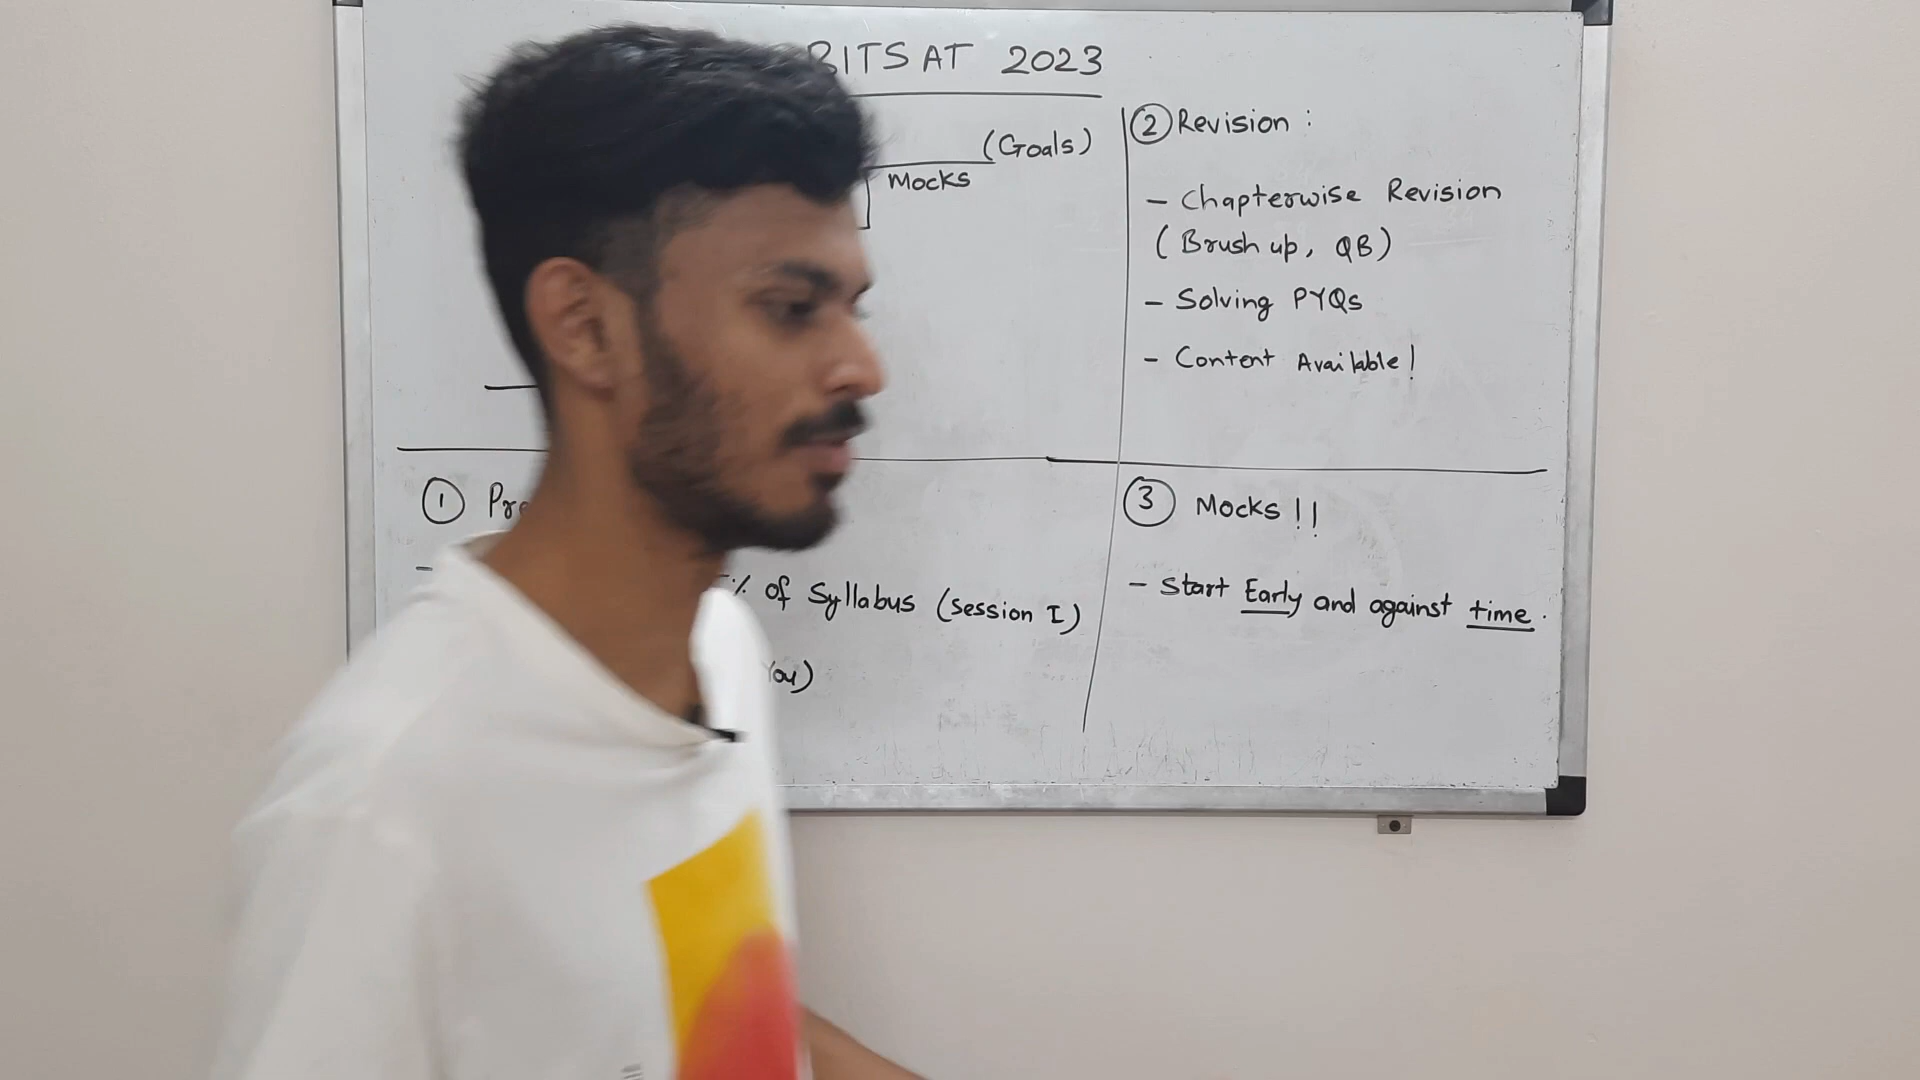 BITSAT 2023
(Goals)
Mocks
② Revision :
- Chapterwise Revision
(Brush up, QB)
- Solving PYQs
- Content Available!
①
% of Syllabus (Session I)
You)
③ Mocks !!
- Start Early and against time.